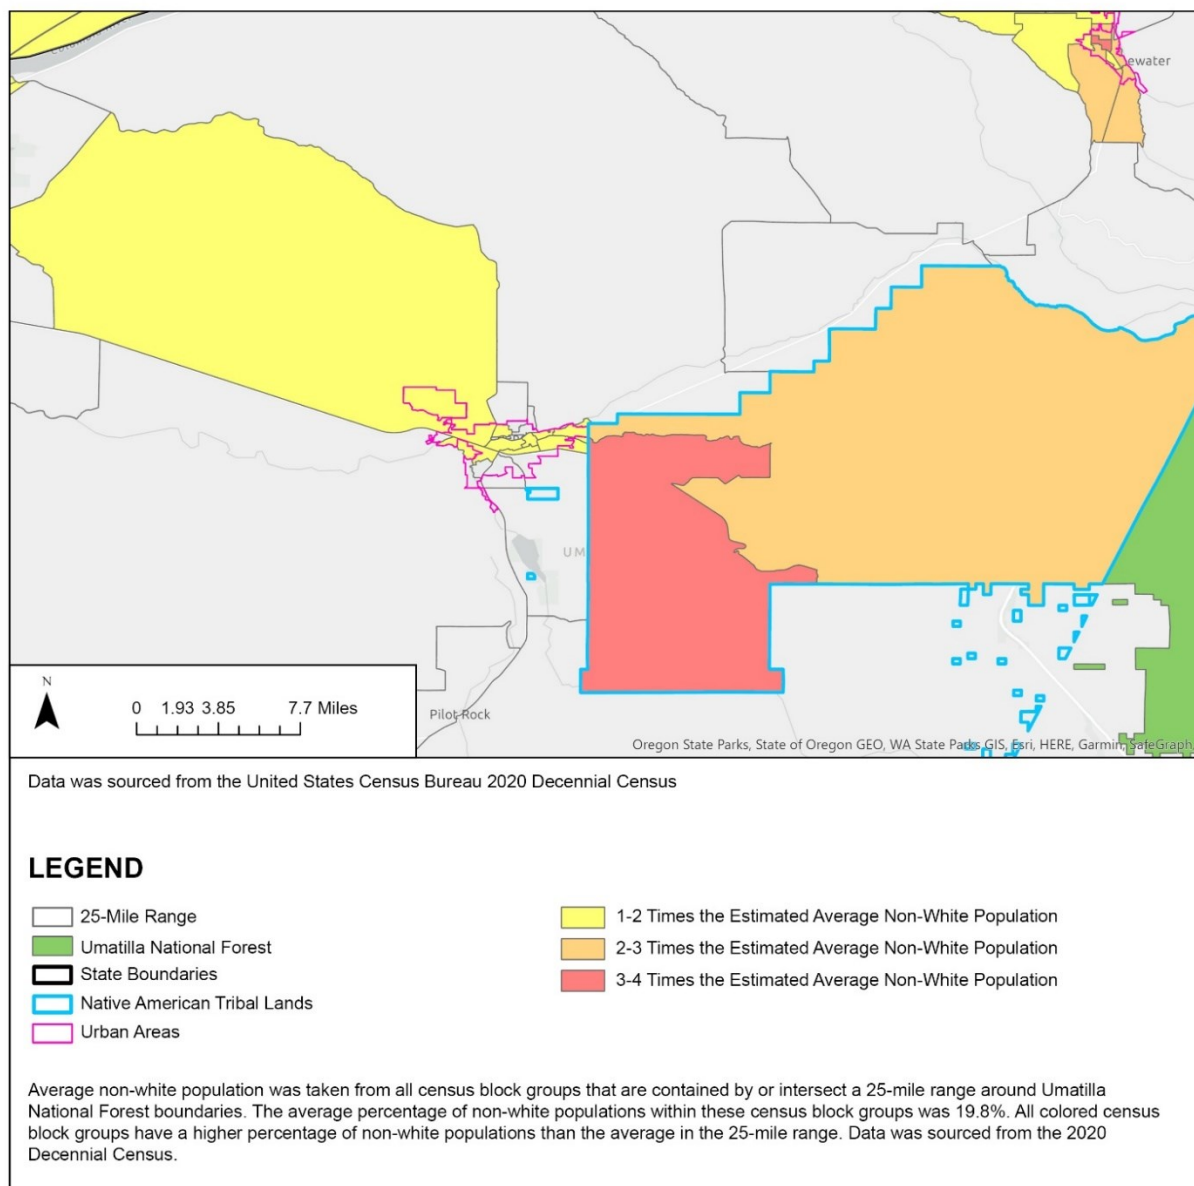 ewater
UM
N
0 1.93 3.85 7.7 Miles
Pilot Rock
Oregon State Parks, State of Oregon GEO, WA State Parks GIS, Esri, HERE, Garmin, SafeGraph
Data was sourced from the United States Census Bureau 2020 Decennial Census
LEGEND
25-Mile Range
Umatilla National Forest
State Boundaries
Native American Tribal Lands
Urban Areas
1-2 Times the Estimated Average Non-White Population
2-3 Times the Estimated Average Non-White Population
3-4 Times the Estimated Average Non-White Population
Average non-white population was taken from all census block groups that are contained by or intersect a 25-mile range around Umatilla
National Forest boundaries. The average percentage of non-white populations within these census block groups was 19.8%. All colored census
block groups have a higher percentage of non-white populations than the average in the 25-mile range. Data was sourced from the 2020
Decennial Census.